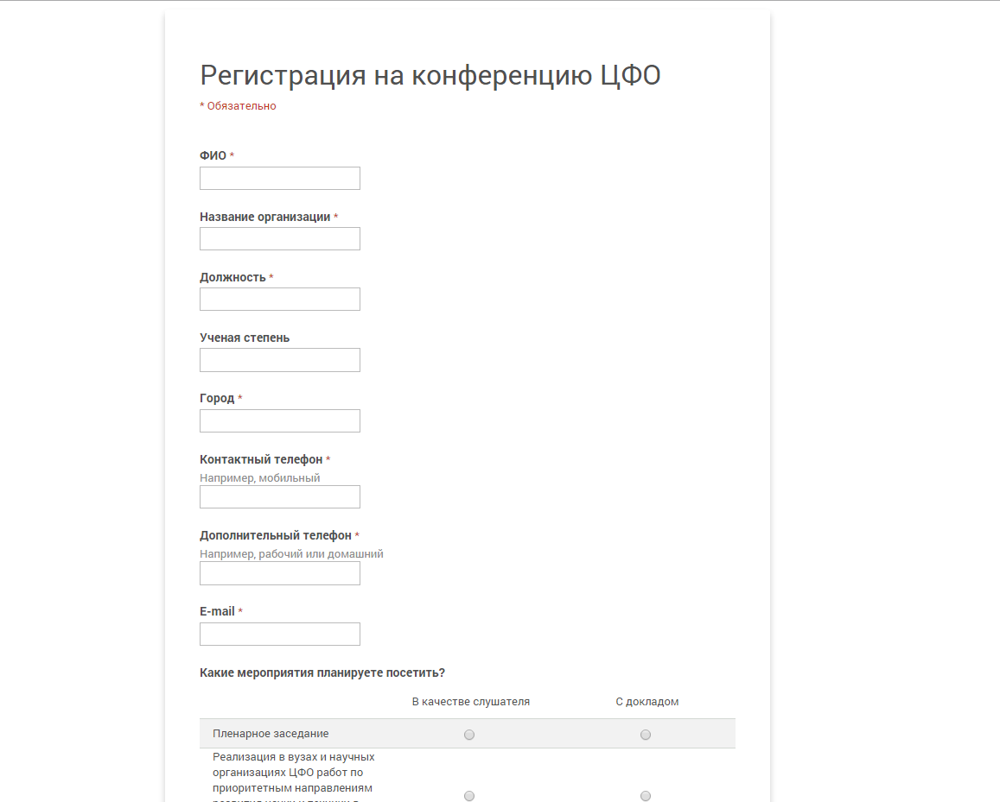 Регистрация на конференцию ЦФО
* Обязательно
ФИО *
Название организации *
Должность *
Ученая степень
Город *
Контактный телефон *
Например, мобильный
Дополнительный телефон *
Например, рабочий или домашний
E-mail *
Какие мероприятия планируете посетить?
В качестве слушателя С докладом
Пленарное заседание
Реализация в вузах и научных
организациях ЦФО работ по
приоритетным направлениям